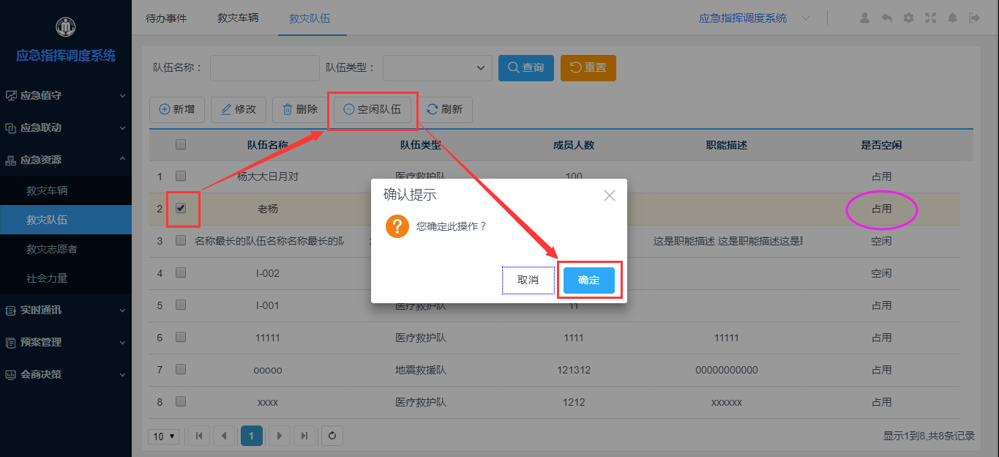 应急指挥调度系统
应急值守
应急联动
应急资源
救灾车辆
救灾队伍
救灾志愿者
社会力量
实时通讯
预案管理
会商决策
待办事件 救灾车辆 救灾队伍 应急指挥调度系统
队伍名称： 队伍类型： 查询 重置
新增 修改 删除 空闲队伍 刷新
队伍名称 队伍类型 成员人数 职能描述 是否空闲
1 杨大大日月对 医疗救护队 100 占用
2 老杨 占用
3 名称最长的队伍名称名称最长的队 这是职能描述 这是职能描述这是 空闲
4 I-002 空闲
5 I-001 医疗救护队 11 占用
6 11111 医疗救护队 1111 11111 占用
7 ooooo 地震救援队 121312 00000000000 占用
8 xxxx 医疗救护队 1212 xxxxxx 占用
确认提示
您确定此操作？
取消 确定
10 1 显示1到8,共8条记录